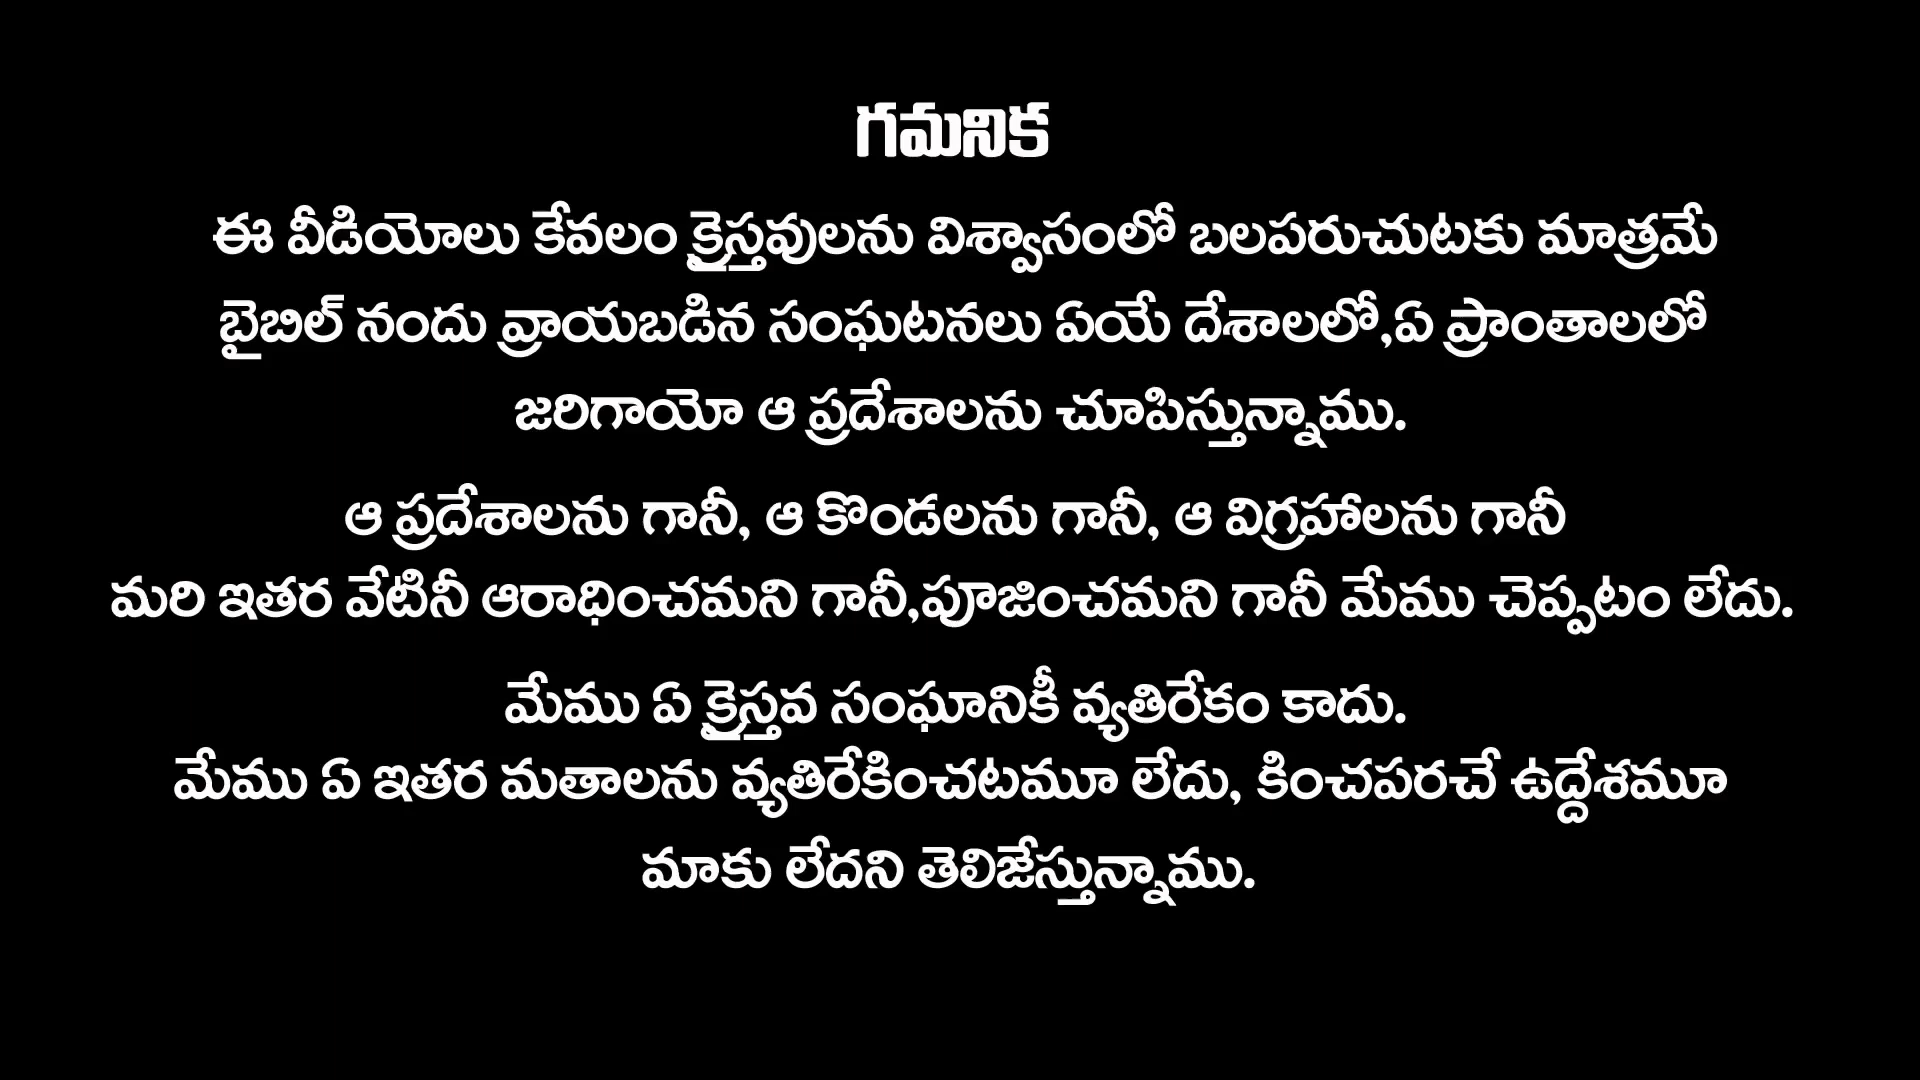 గమనిక
ఈ వీడియోలు కేవలం క్రైస్తవులను విశ్వాసంలో బలపరుచుటకు మాత్రమే
బైబిల్ నందు వ్రాయబడిన సంఘటనలు ఏయే దేశాలలో,ఏ ప్రాంతాలలో
జరిగాయో ఆ ప్రదేశాలను చూపిస్తున్నాము.
ఆ ప్రదేశాలను గానీ, ఆ కొండలను గానీ, ఆ విగ్రహాలను గానీ
మరి ఇతర వేటినీ ఆరాధించమని గానీ,పూజించమని గానీ మేము చెప్పటం లేదు.
మేము ఏ క్రైస్తవ సంఘానికీ వ్యతిరేకం కాదు.
మేము ఏ ఇతర మతాలను వ్యతిరేకించటమూ లేదు, కించపరచే ఉద్దేశమూ
మాకు లేదని తెలిజేస్తున్నాము.